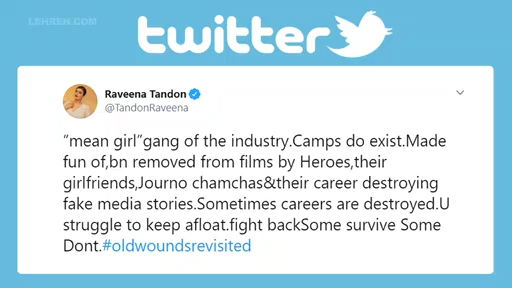 LEHREN.COM
twitter
Raveena Tandon
@TandonRaveena
"mean girl"gang of the industry.Camps do exist.Made
fun of,bn removed from films by Heroes,their
girlfriends,Journo chamchas&their career destroying
fake media stories.Sometimes careers are destroyed.U
struggle to keep afloat.fight backSome survive Some
Dont.#oldwoundsrevisited